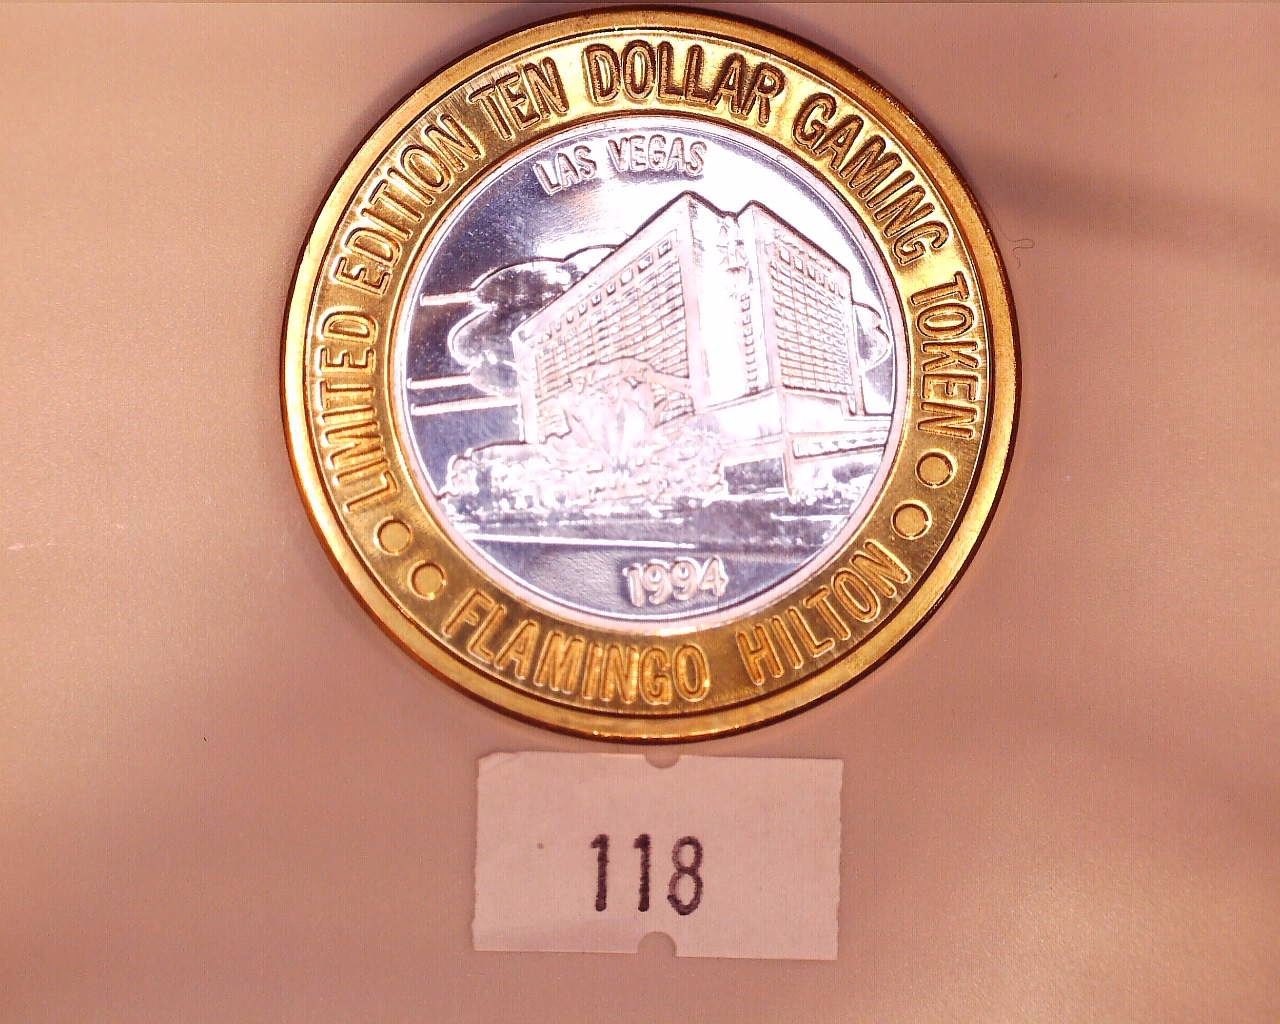 LIMITED EDITION TEN DOLLAR GAMING TOKEN
LAS VEGAS
1994
FLAMINGO HILTON
118